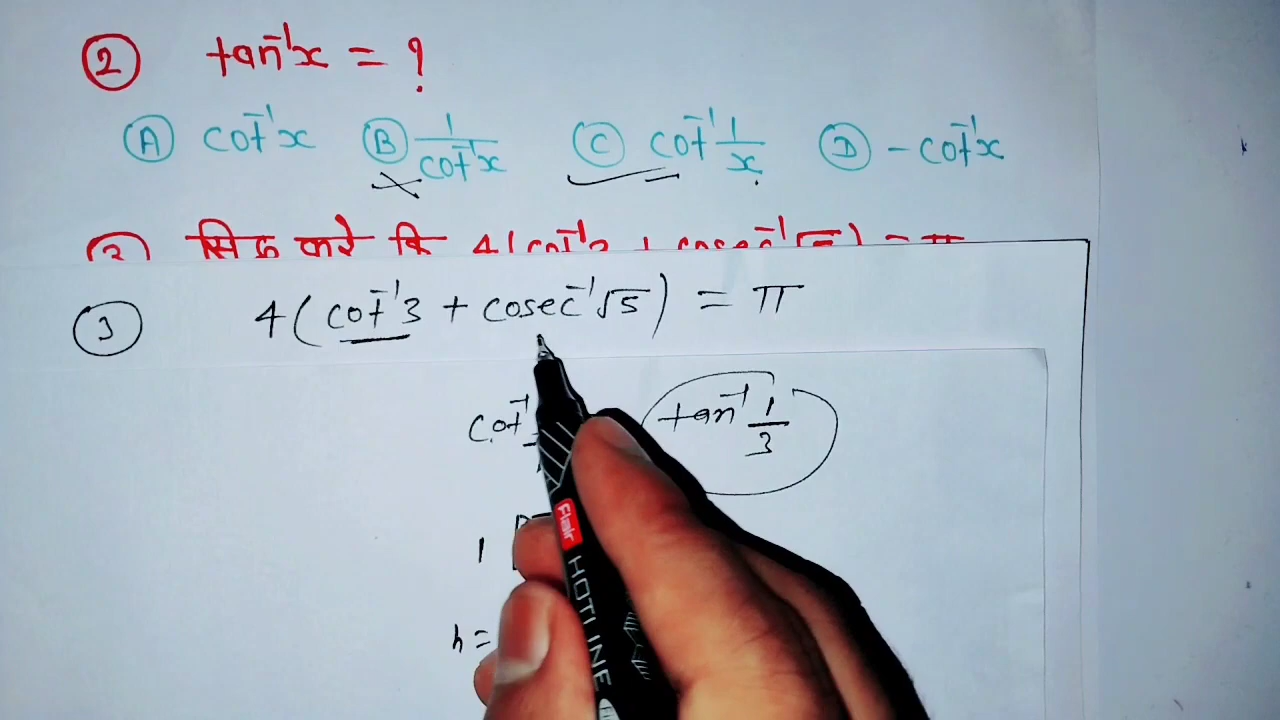 ② tan⁻¹x = ?
Ⓐ cot⁻¹x Ⓑ 1/cot⁻¹x Ⓒ cot⁻¹ 1/x Ⓓ -cot⁻¹x
③ 4(cot⁻¹3 + cosec⁻¹√5) = π
cot⁻¹ tan⁻¹ 1/3
1
h =
Flair HOTLINE